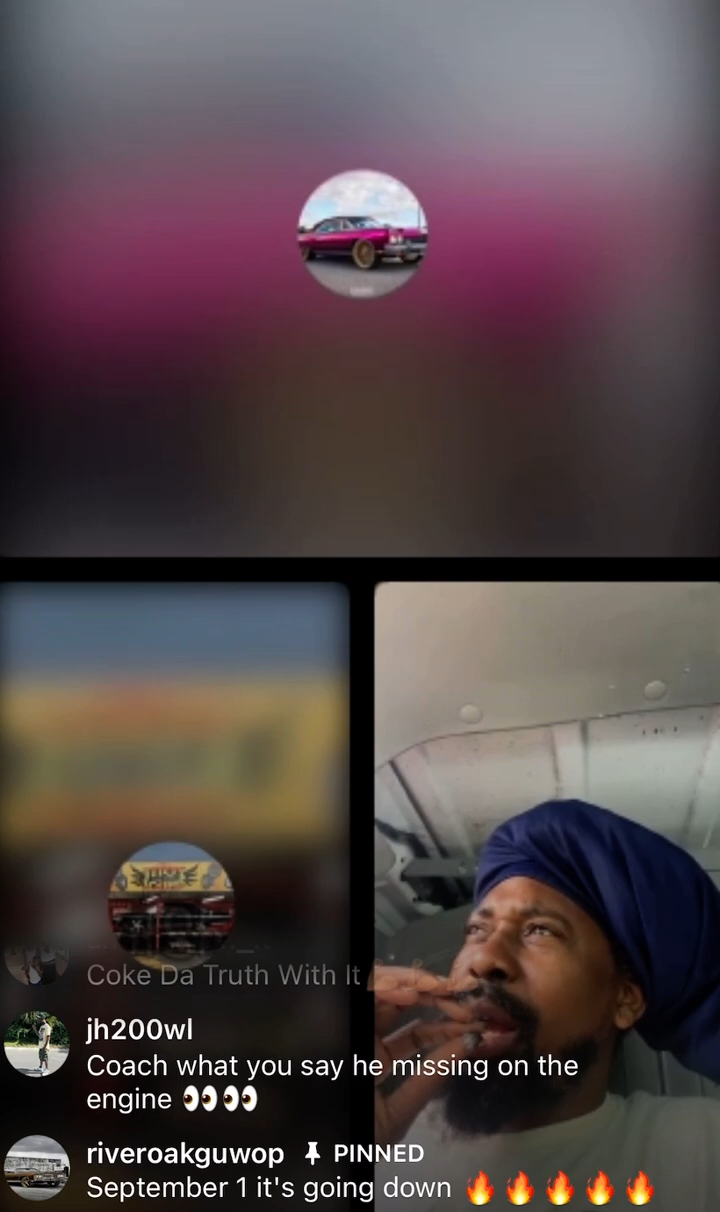 Coke Da Truth With It
jh200wl
Coach what you say he missing on the
engine 👀👀
riveroakguwop PINNED
September 1 it's going down 🔥🔥🔥🔥🔥